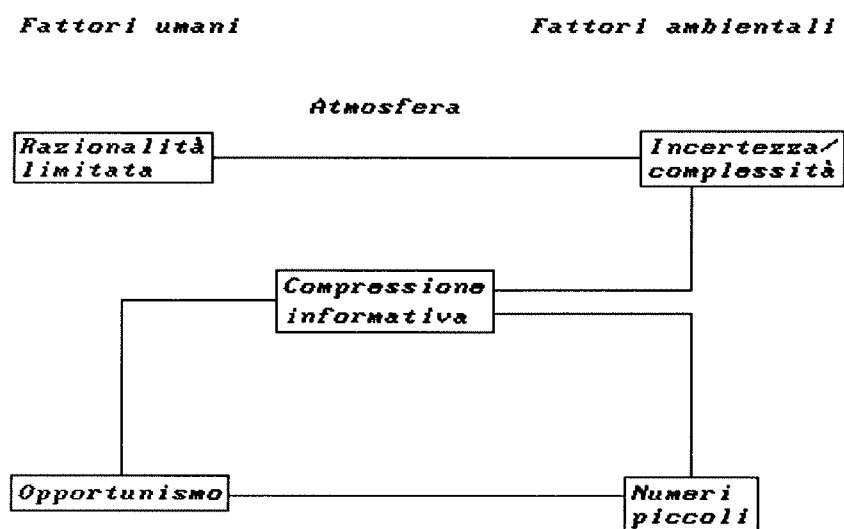 Fattori umani
Fattori ambientali
Atmosfera
Razionalità
limitata
Incertezza/
complessità
Compressione
informativa
Opportunismo
Numeri
piccoli